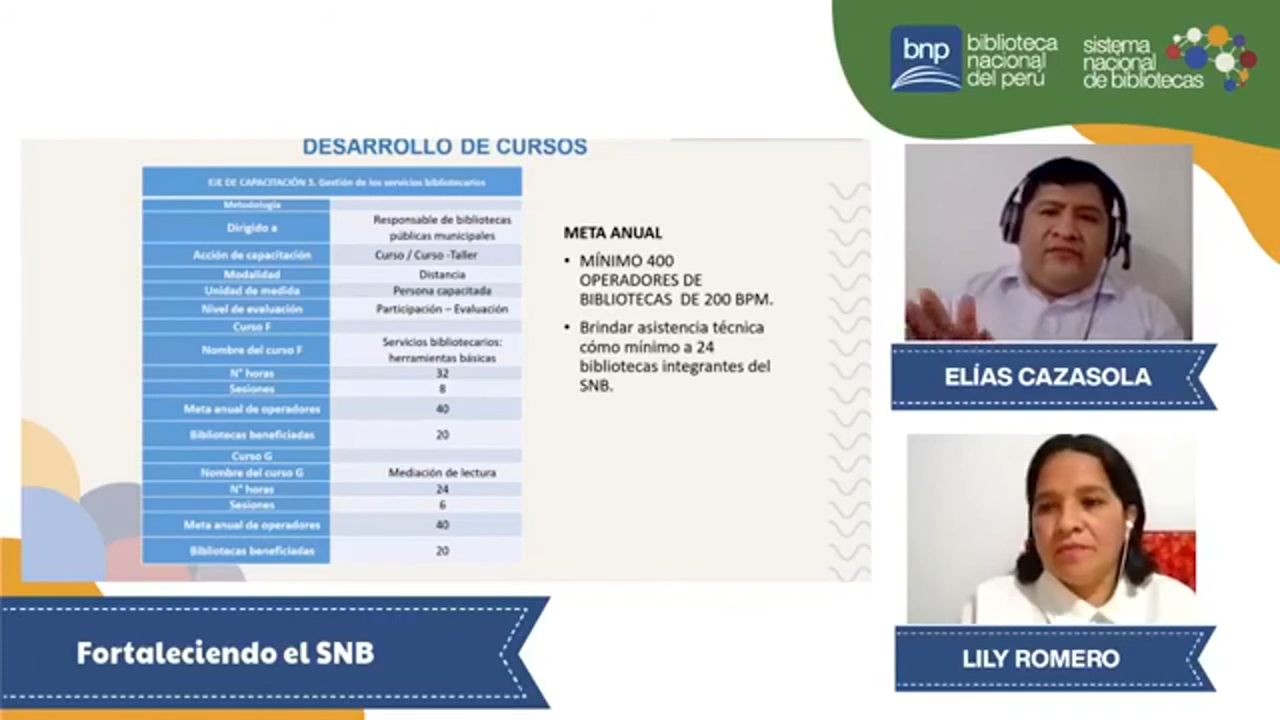 bnp
biblioteca
nacional
del perú
sistema
nacional
de bibliotecas
DESARROLLO DE CURSOS
EJE DE CAPACITACIÓN 3. Gestión de los servicios bibliotecarios
Metodología
Dirigido a
Responsable de bibliotecas
públicas municipales
Acción de capacitación Curso / Curso -Taller
Modalidad Distancia
Unidad de medida Persona capacitada
Nivel de evaluación Participación – Evaluación
Curso F
Nombre del curso F
Servicios bibliotecarios:
herramientas básicas
N° horas 32
Sesiones 8
Meta anual de operadores 40
Bibliotecas beneficiadas 20
Curso G
Nombre del curso G Mediación de lectura
N° horas 24
Sesiones 6
Meta anual de operadores 40
Bibliotecas beneficiadas 20
META ANUAL
• MÍNIMO 400
OPERADORES DE
BIBLIOTECAS DE 200 BPM.
• Brindar asistencia técnica
cómo mínimo a 24
bibliotecas integrantes del
SNB.
ELÍAS CAZASOLA
LILY ROMERO
Fortaleciendo el SNB